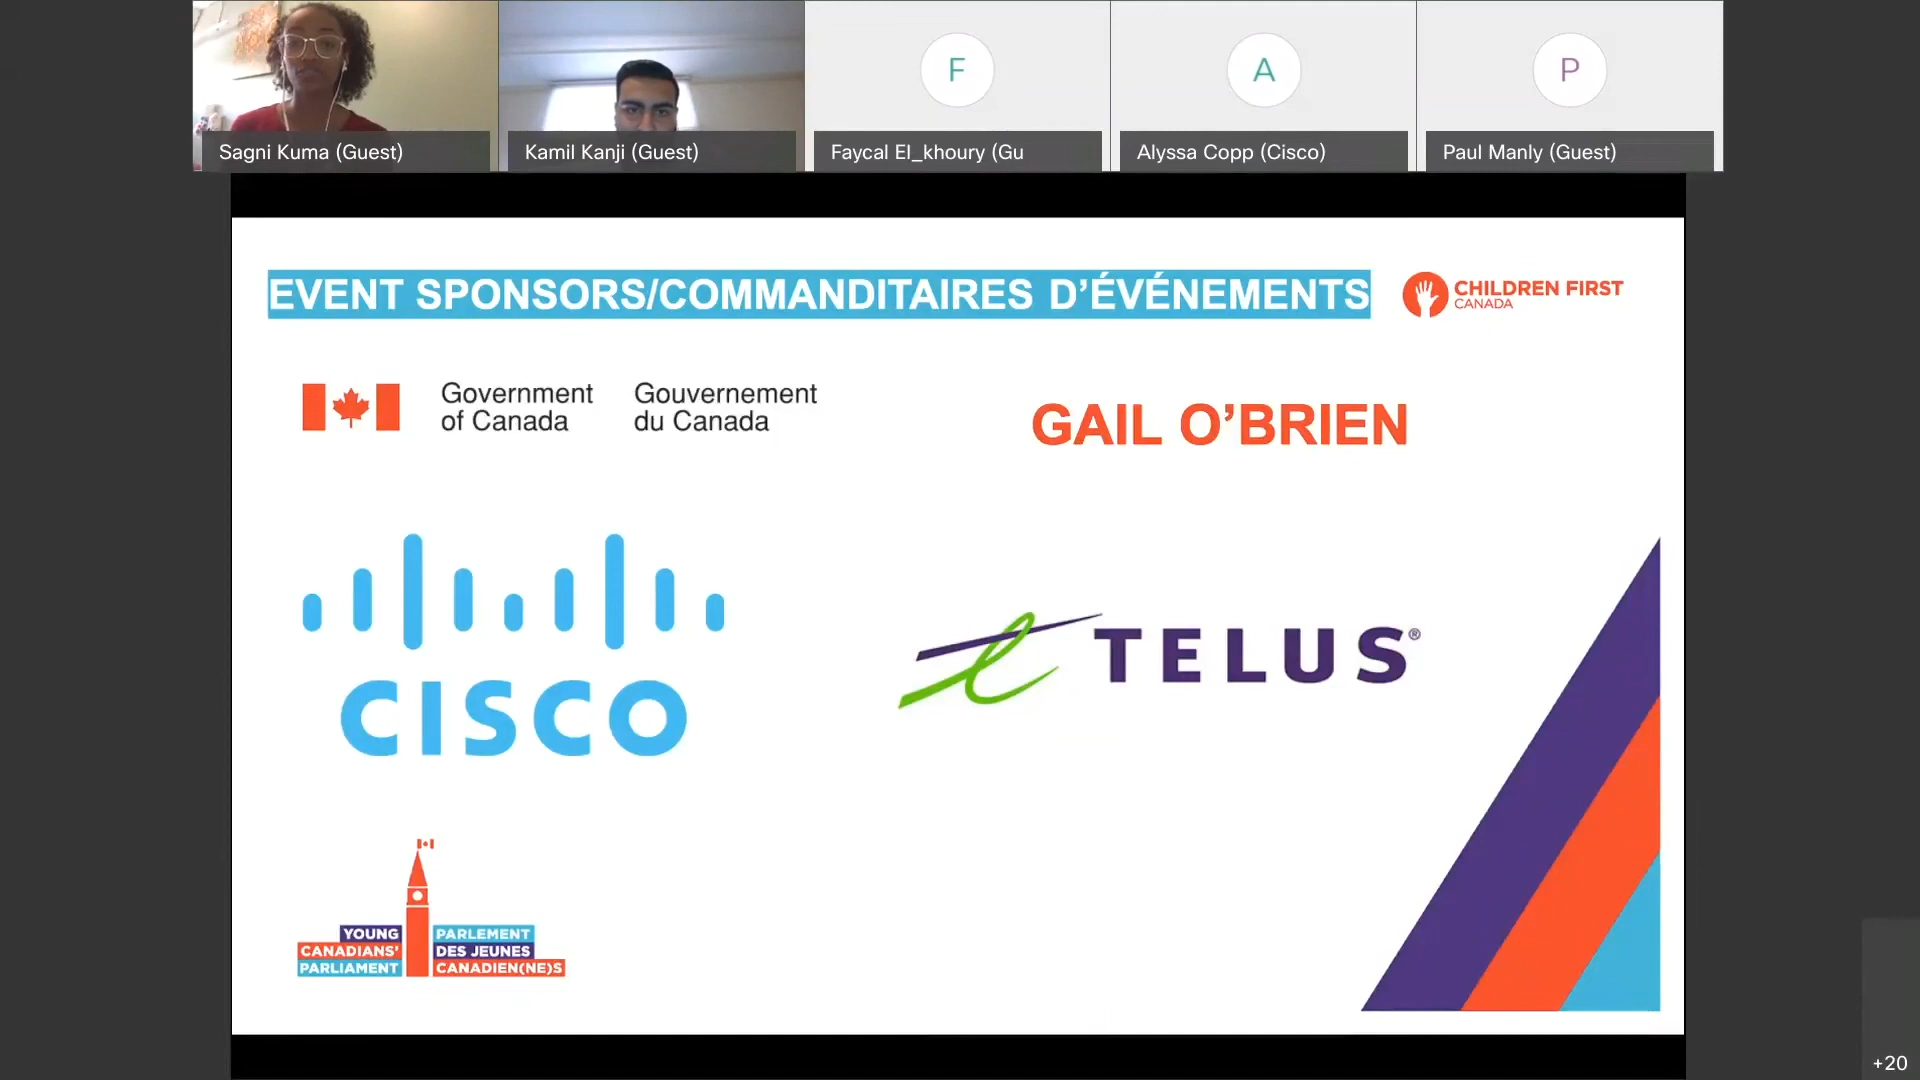 F
A
P
Sagni Kuma (Guest)
Kamil Kanji (Guest)
Faycal El_khoury (Gu
Alyssa Copp (Cisco)
Paul Manly (Guest)
EVENT SPONSORS/COMMANDITAIRES D’ÉVÉNEMENTS
CHILDREN FIRST
CANADA
Government
of Canada
Gouvernement
du Canada
GAIL O’BRIEN
CISCO
TELUS®
YOUNG
CANADIANS’
PARLIAMENT
PARLEMENT
DES JEUNES
CANADIEN(NE)S
+20